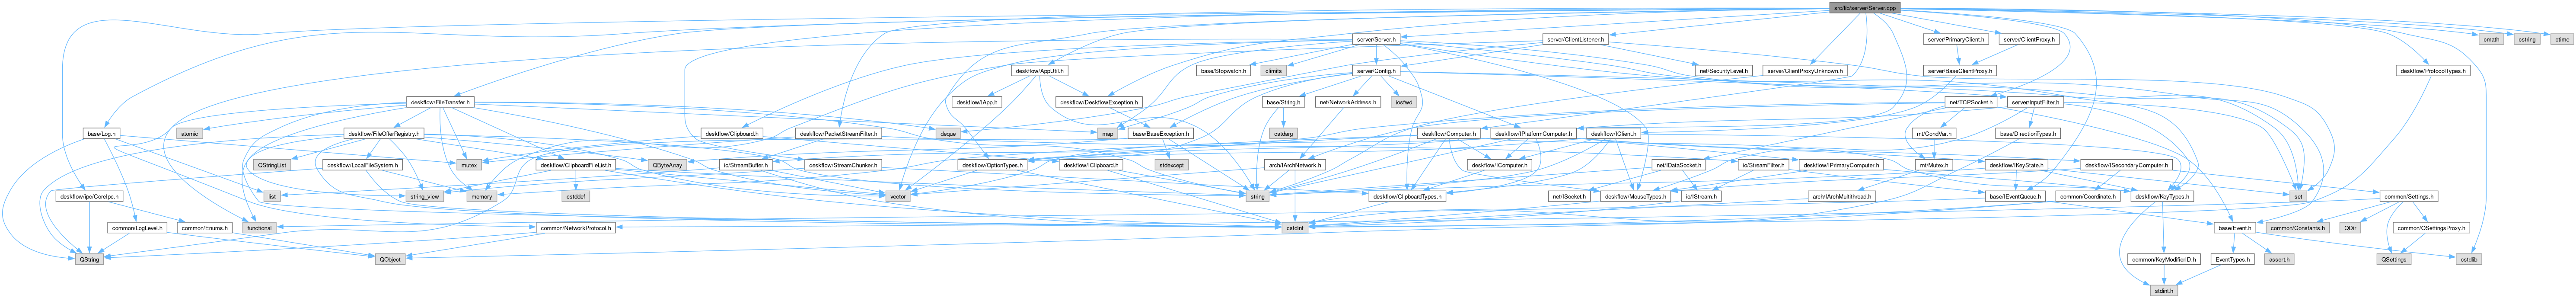 src/lib/server/Server.cpp
server/Server.h
server/ClientListener.h
server/PrimaryClient.h
server/ClientProxy.h
cmath
cstring
ctime
deskflow/AppUtil.h
base/Stopwatch.h
climits
server/Config.h
net/SecurityLevel.h
server/ClientProxyUnknown.h
server/BaseClientProxy.h
deskflow/ProtocolTypes.h
deskflow/FileTransfer.h
deskflow/IApp.h
deskflow/DeskflowException.h
base/String.h
net/NetworkAddress.h
iosfwd
net/TCPSocket.h
server/InputFilter.h
base/Log.h
atomic
deskflow/FileOfferRegistry.h
deque
deskflow/Clipboard.h
deskflow/PacketStreamFilter.h
map
base/BaseException.h
cstdarg
deskflow/Computer.h
deskflow/IPlatformComputer.h
deskflow/IClient.h
mt/CondVar.h
base/DirectionTypes.h
QStringList
deskflow/LocalFileSystem.h
mutex
deskflow/ClipboardFileList.h
QByteArray
io/StreamBuffer.h
deskflow/StreamChunker.h
deskflow/IClipboard.h
deskflow/OptionTypes.h
stdexcept
arch/IArchNetwork.h
deskflow/IComputer.h
net/IDataSocket.h
io/StreamFilter.h
deskflow/IPrimaryComputer.h
mt/Mutex.h
deskflow/IKeyState.h
deskflow/ISecondaryComputer.h
deskflow/ipc/CoreIpc.h
list
string_view
memory
cstddef
vector
string
deskflow/ClipboardTypes.h
net/ISocket.h
io/IStream.h
deskflow/MouseTypes.h
arch/IArchMultithread.h
base/IEventQueue.h
common/Coordinate.h
deskflow/KeyTypes.h
set
common/Settings.h
common/LogLevel.h
common/Enums.h
functional
common/NetworkProtocol.h
cstdint
base/Event.h
common/Constants.h
QDir
common/QSettingsProxy.h
QString
QObject
common/KeyModifierID.h
EventTypes.h
assert.h
QSettings
cstdlib
stdint.h